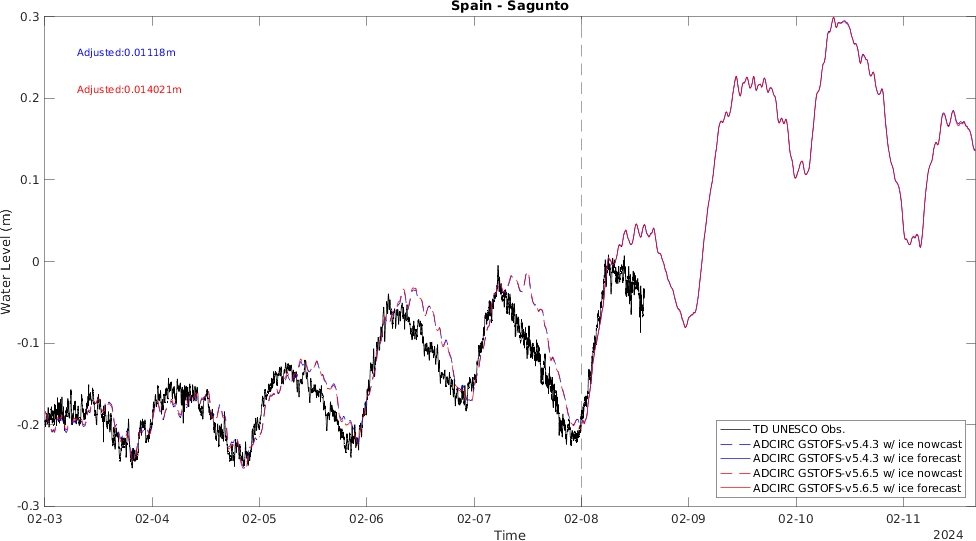 Spain - Sagunto
Adjusted:0.01118m
Adjusted:0.014021m
Water Level (m)
0.3
0.2
0.1
0
-0.1
-0.2
-0.3
TD UNESCO Obs.
ADCIRC GSTOFS-v5.4.3 w/ ice nowcast
ADCIRC GSTOFS-v5.4.3 w/ ice forecast
ADCIRC GSTOFS-v5.6.5 w/ ice nowcast
ADCIRC GSTOFS-v5.6.5 w/ ice forecast
02-03 02-04 02-05 02-06 02-07 02-08 02-09 02-10 02-11
Time
2024